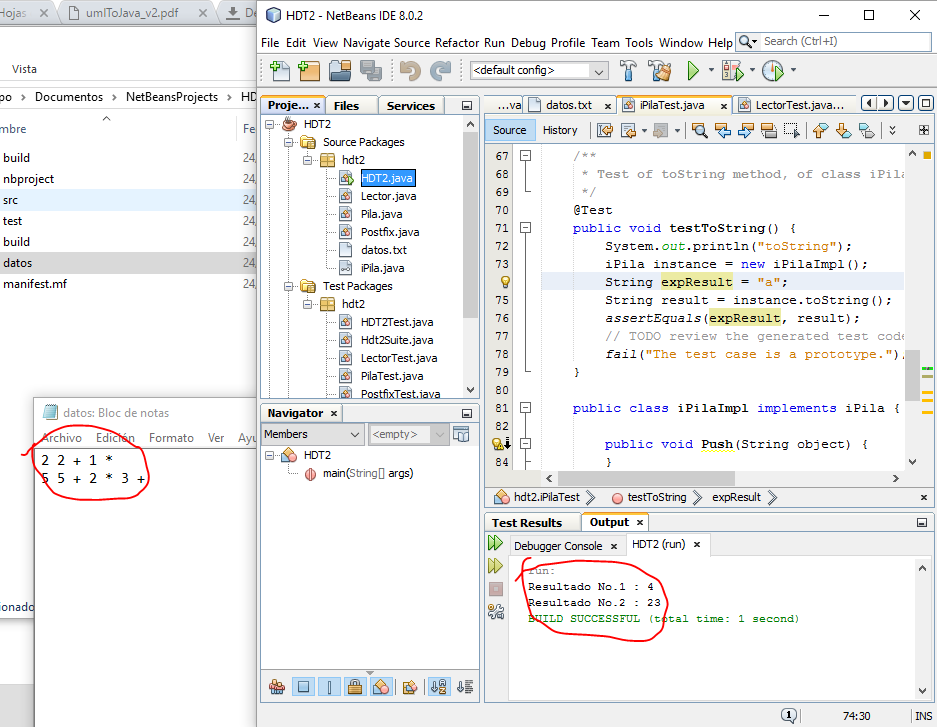 Hojas
umlToJava_v2.pdf
De
Vista
po > Documentos > NetBeansProjects > HD
mbre
Fe
build 24,
nbproject 24,
src 24,
test 24,
build 24,
datos 24,
manifest.mf 24,
datos: Bloc de notas
Archivo Edición Formato Ver Ayu
2 2 + 1 *
5 5 + 2 * 3 +
ionado
HDT2 - NetBeans IDE 8.0.2
File Edit View Navigate Source Refactor Run Debug Profile Team Tools Window Help
Search (Ctrl+I)
<default config>
Proje... × Files Services
HDT2
Source Packages
hdt2
HDT2.java
Lector.java
Pila.java
Postfix.java
datos.txt
iPila.java
Test Packages
hdt2
HDT2Test.java
Hdt2Suite.java
LectorTest.java
PilaTest.java
PostfixTest.java
Navigator ×
Members <empty>
HDT2
main(String[] args)
...va datos.txt × iPilaTest.java × LectorTest.java...
Source History
67 /**
68 * Test of toString method, of class iPila
69 */
70 @Test
71 public void testToString() {
72 System.out.println("toString");
73 iPila instance = new iPilaImpl();
String expResult = "a";
75 String result = instance.toString();
76 assertEquals(expResult, result);
77 // TODO review the generated test code
78 fail("The test case is a prototype.").
79 }
80
81 public class iPilaImpl implements iPila {
82
public void Push(String object) {
84 }
hdt2.iPilaTest > testToString > expResult >
Test Results Output ×
Debugger Console × HDT2 (run) ×
run:
Resultado No.1 : 4
Resultado No.2 : 23
BUILD SUCCESSFUL (total time: 1 second)
1 74:30 INS